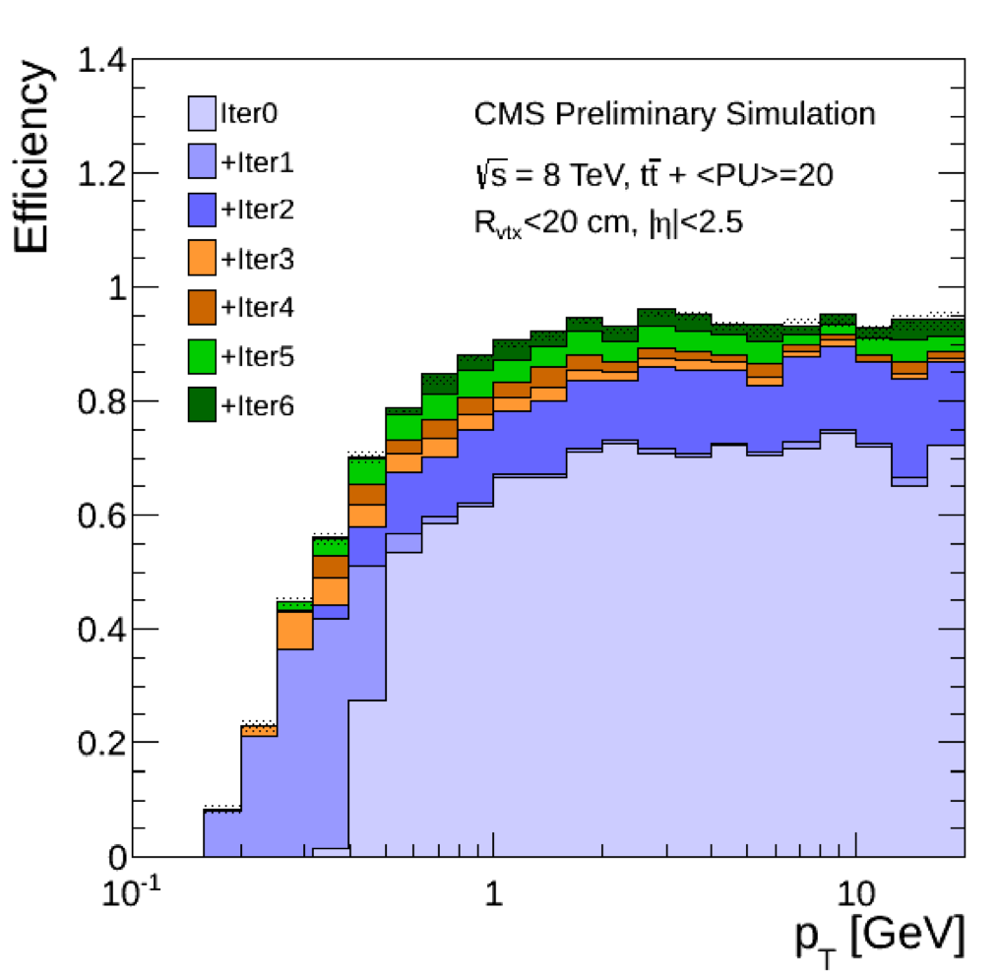 Efficiency
1.4
1.2
1
0.8
0.6
0.4
0.2
0
Iter0
+Iter1
+Iter2
+Iter3
+Iter4
+Iter5
+Iter6
CMS Preliminary Simulation
√s = 8 TeV, tt̄ + <PU>=20
R_vtx<20 cm, |η|<2.5
10⁻¹ 1 10
p_T [GeV]